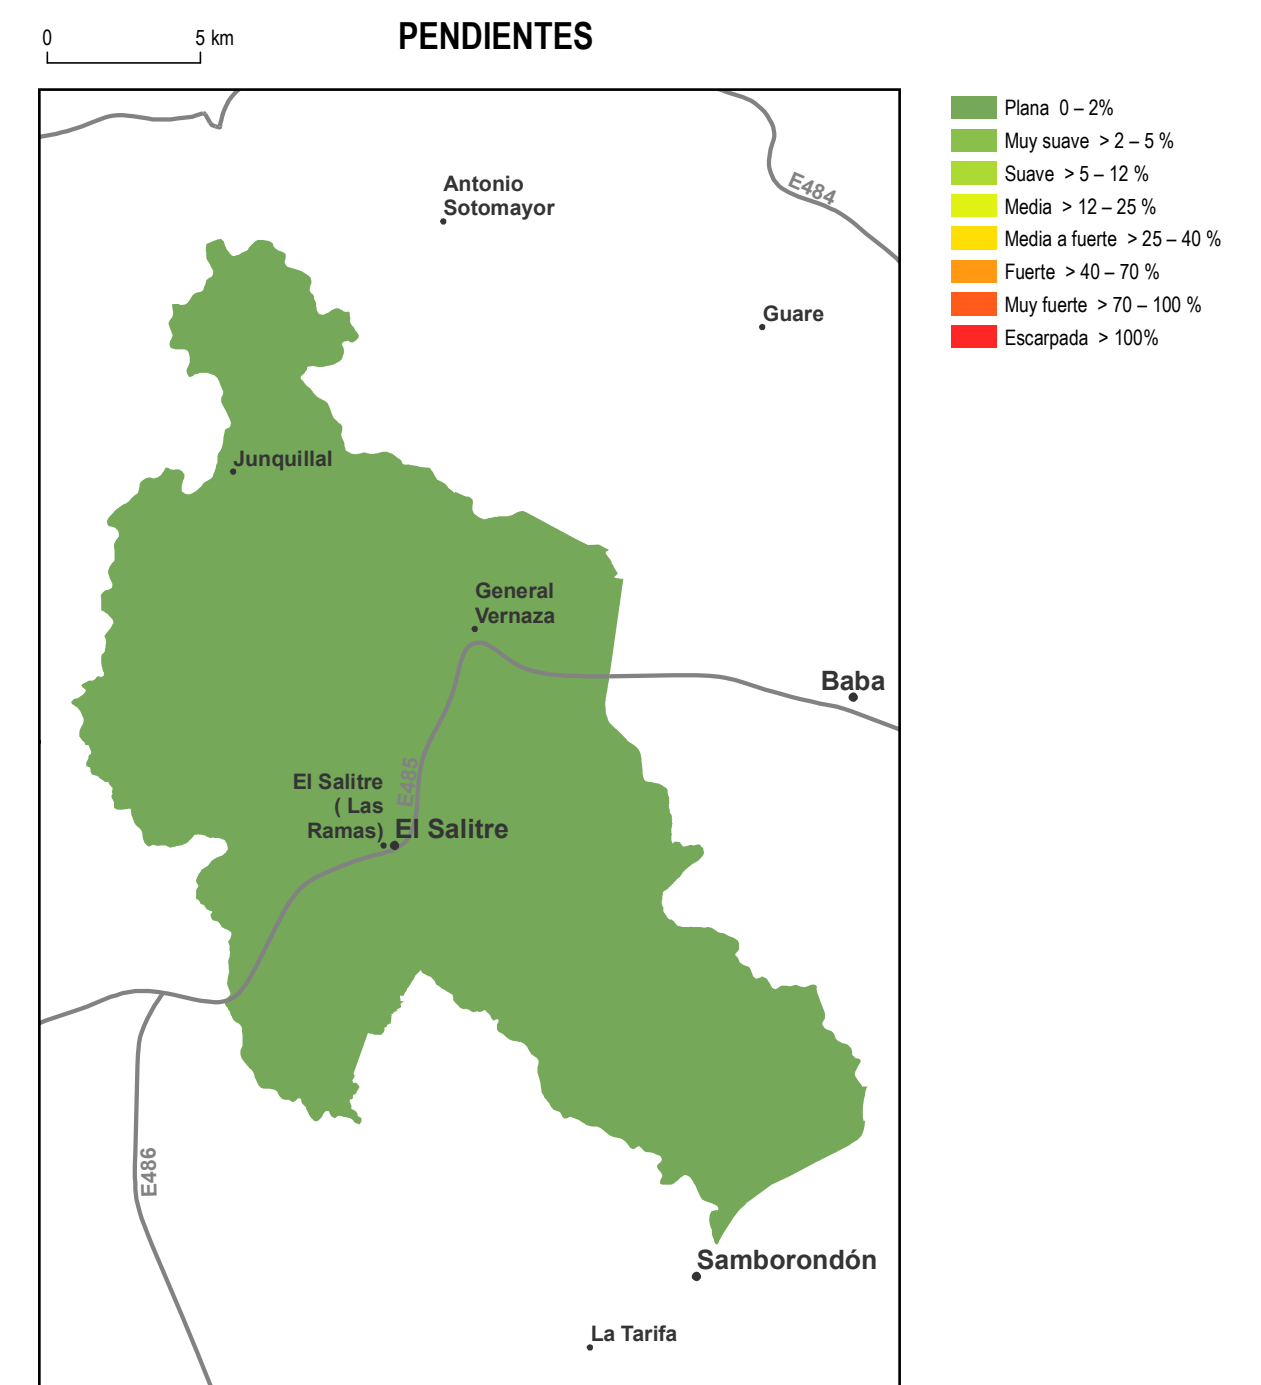 0 5 km
PENDIENTES
Plana 0 – 2%
Muy suave > 2 – 5 %
Suave > 5 – 12 %
Media > 12 – 25 %
Media a fuerte > 25 – 40 %
Fuerte > 40 – 70 %
Muy fuerte > 70 – 100 %
Escarpada > 100%
Antonio
Sotomayor
E484
Guare
Junquillal
General
Vernaza
Baba
E485
El Salitre
( Las
Ramas)
El Salitre
E486
Samborondón
La Tarifa